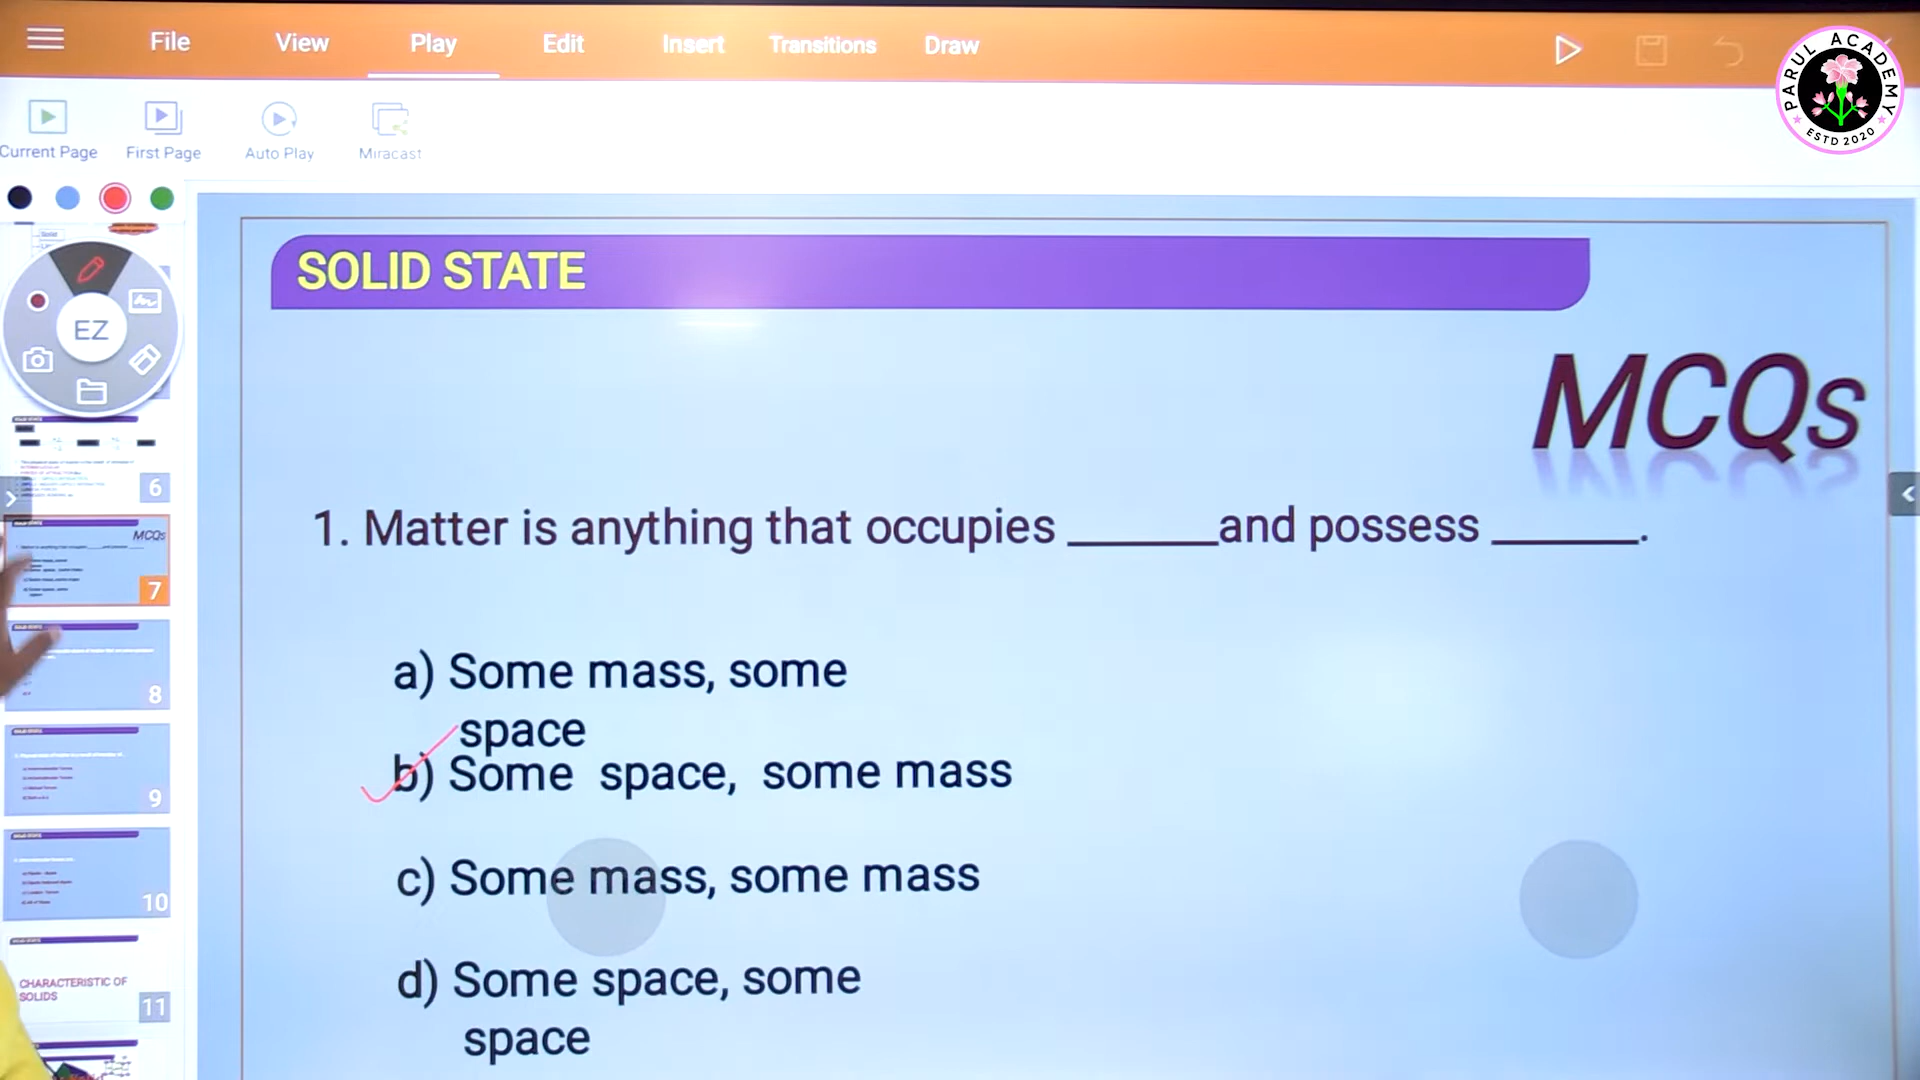 File View Play Edit Insert Transitions Draw
PARUL ACADEMY
ESTD 2020
Current Page First Page Auto Play Miracast
EZ
SOLID STATE
MCQs
1. Matter is anything that occupies ______and possess ______.
a) Some mass, some
space
b) Some space, some mass
c) Some mass, some mass
d) Some space, some
space
6
MCQs
7
8
9
10
CHARACTERISTIC OF
SOLIDS
11